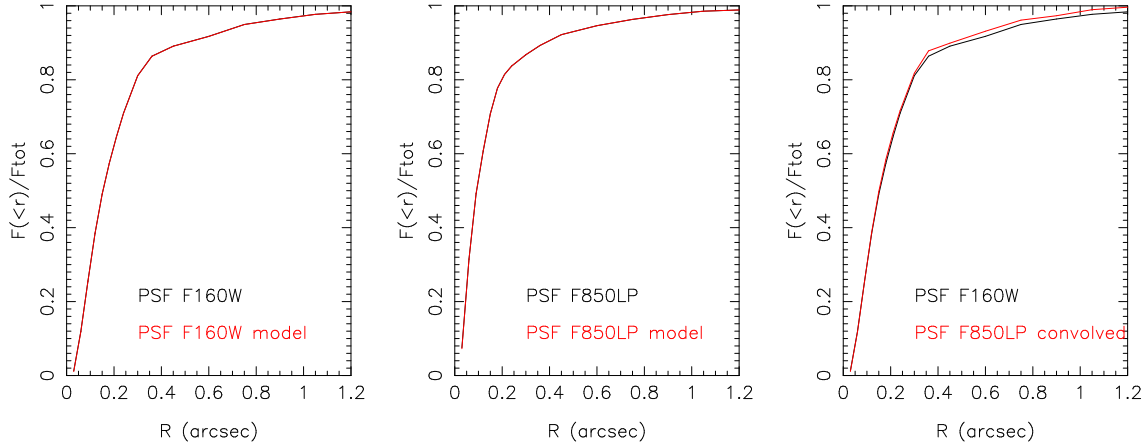 F(<r)/Ftot
0 0.2 0.4 0.6 0.8 1
PSF F160W
PSF F160W model
0 0.2 0.4 0.6 0.8 1 1.2
R (arcsec)
F(<r)/Ftot
0 0.2 0.4 0.6 0.8 1
PSF F850LP
PSF F850LP model
0 0.2 0.4 0.6 0.8 1 1.2
R (arcsec)
F(<r)/Ftot
0 0.2 0.4 0.6 0.8 1
PSF F160W
PSF F850LP convolved
0 0.2 0.4 0.6 0.8 1 1.2
R (arcsec)